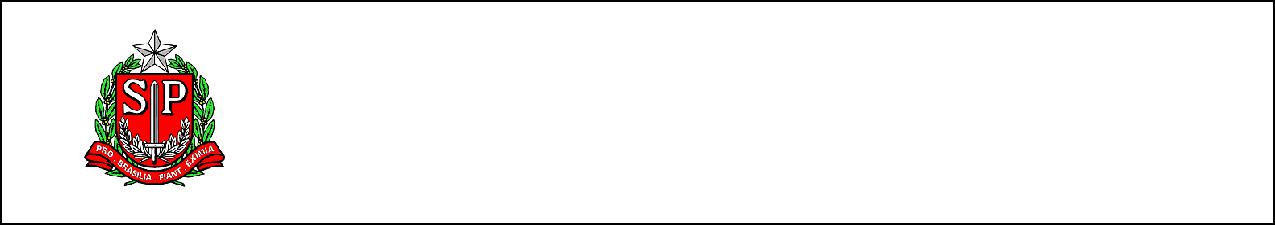 SP
PRO · BRASILIA · FIANT · EXIMIA